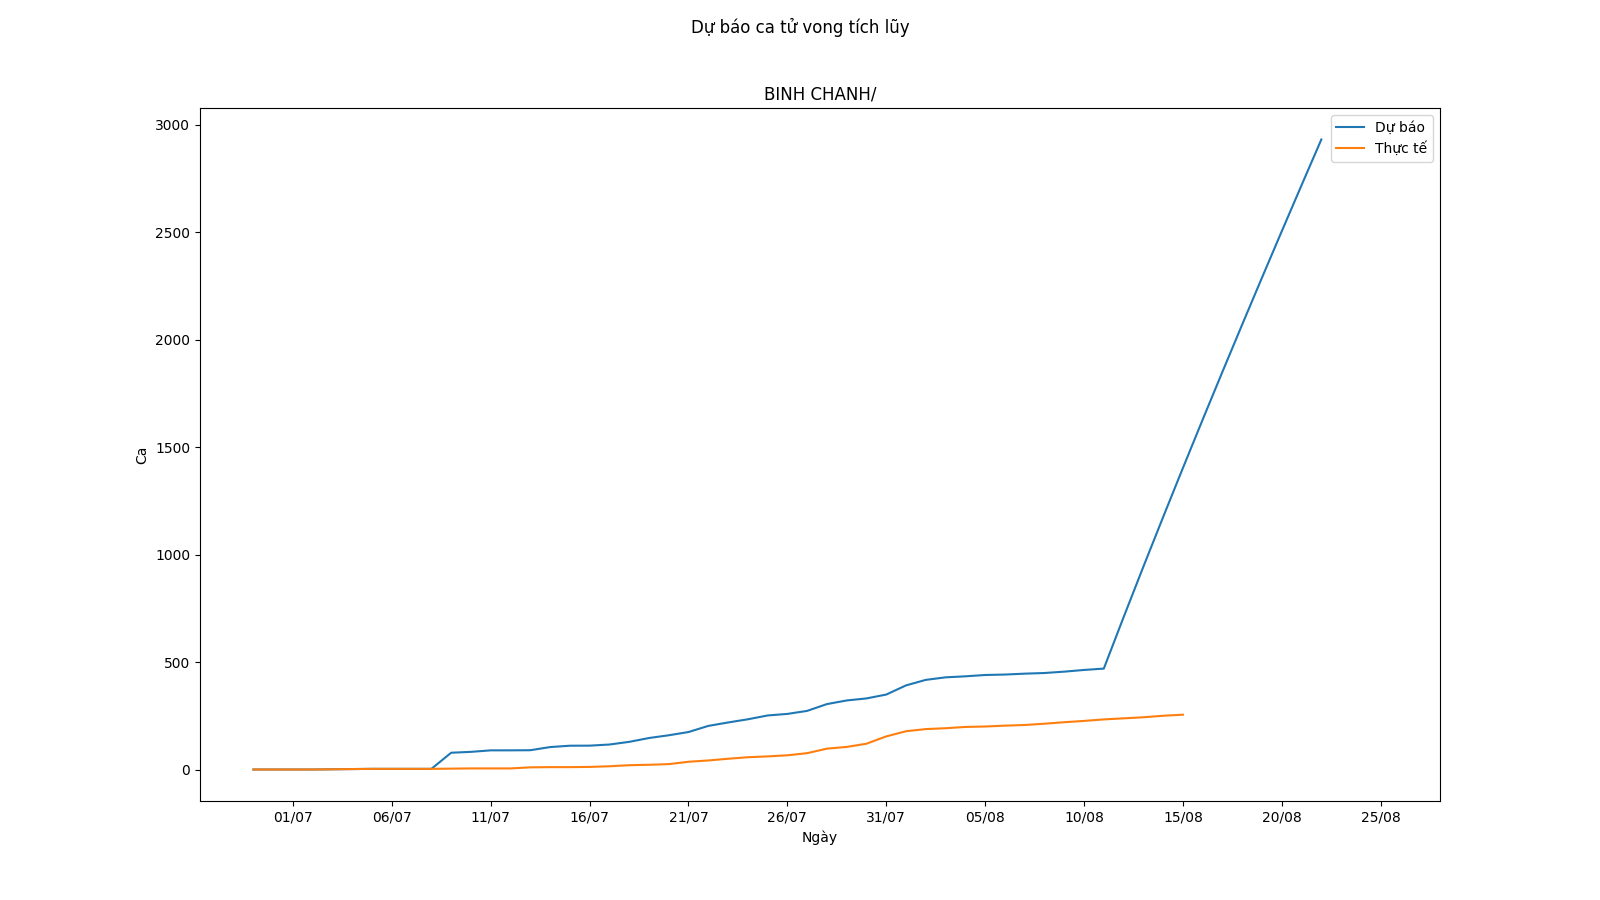 Dự báo ca tử vong tích lũy
BINH CHANH/
Dự báo
Thực tế
3000
2500
2000
1500
1000
500
0
Ca
01/07 06/07 11/07 16/07 21/07 26/07 31/07 05/08 10/08 15/08 20/08 25/08
Ngày